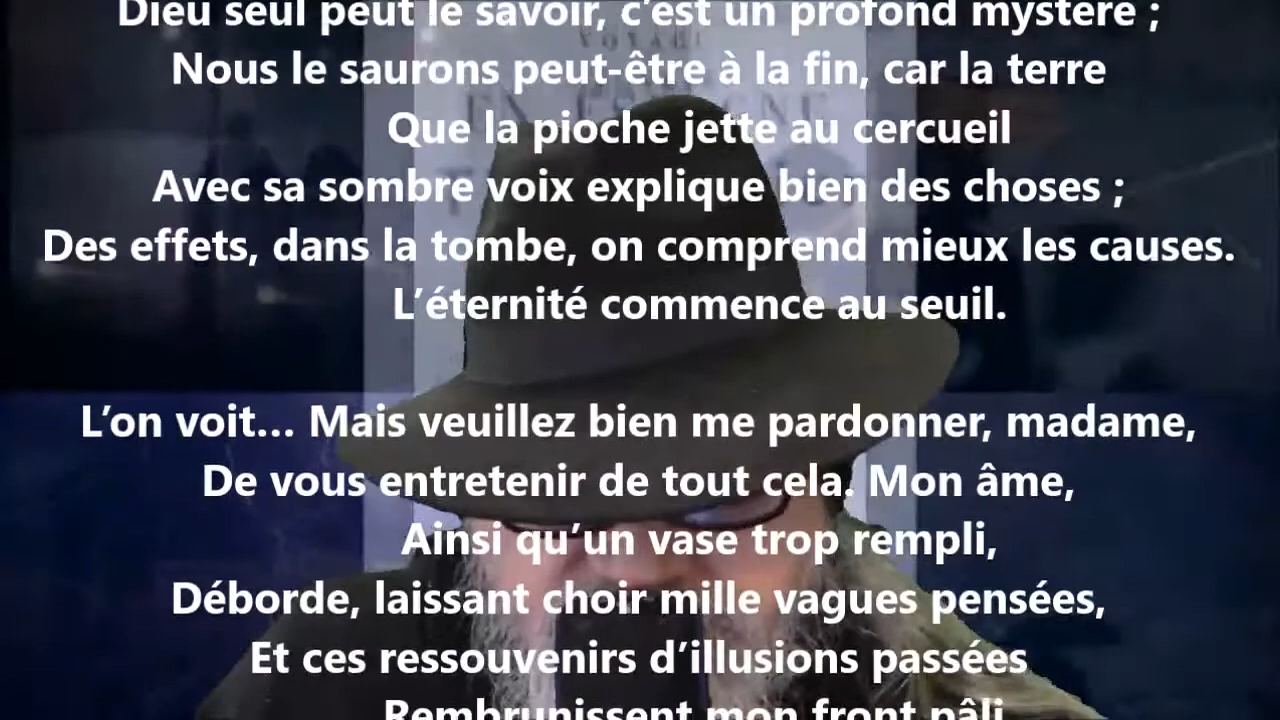 Dieu seul peut le savoir, c’est un profond mystère ;
VOYAGE
Nous le saurons peut-être à la fin, car la terre
Que la pioche jette au cercueil
Avec sa sombre voix explique bien des choses ;
Des effets, dans la tombe, on comprend mieux les causes.
L’éternité commence au seuil.
L’on voit… Mais veuillez bien me pardonner, madame,
De vous entretenir de tout cela. Mon âme,
Ainsi qu’un vase trop rempli,
Déborde, laissant choir mille vagues pensées,
Et ces ressouvenirs d’illusions passées
Rembrunissent mon front pâli